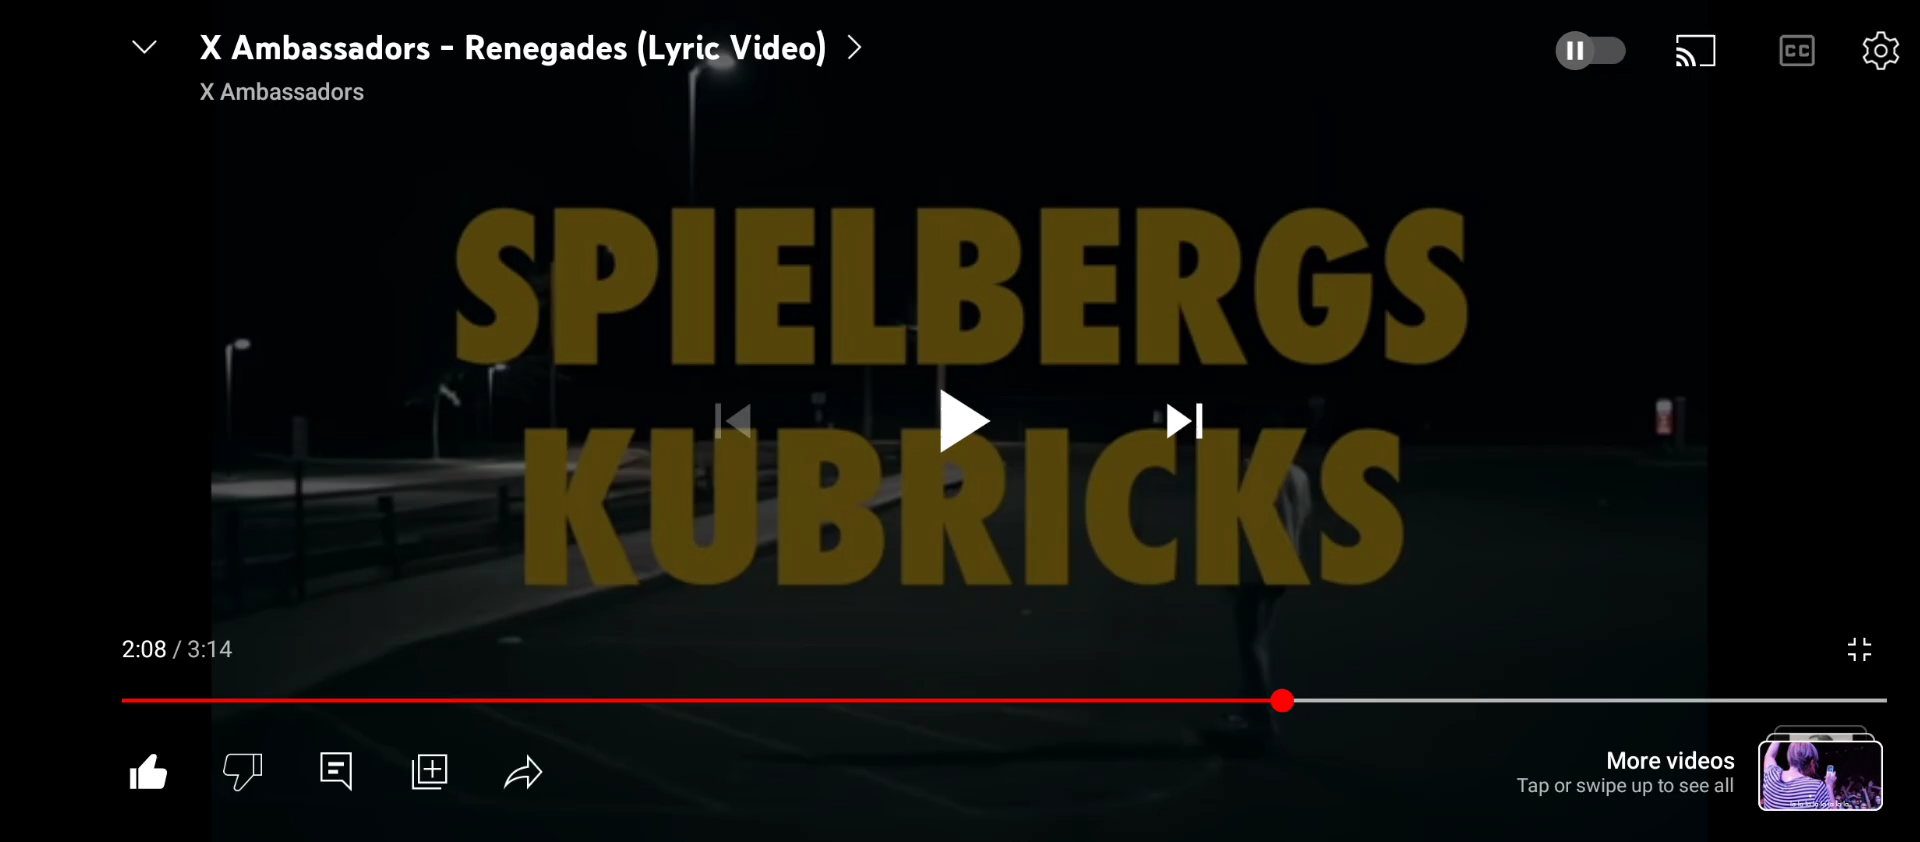 X Ambassadors - Renegades (Lyric Video)
X Ambassadors
CC
SPIELBERGS
KUBRICKS
2:08 / 3:14
More videos
Tap or swipe up to see all